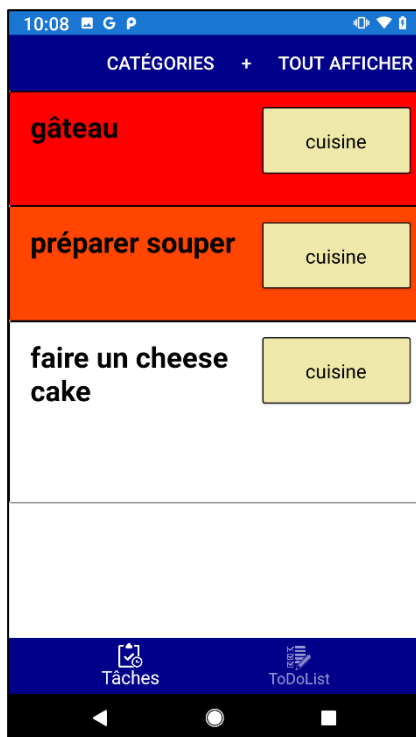 10:08 G P
CATÉGORIES + TOUT AFFICHER
gâteau
cuisine
préparer souper
cuisine
faire un cheese
cake
cuisine
Tâches
ToDoList